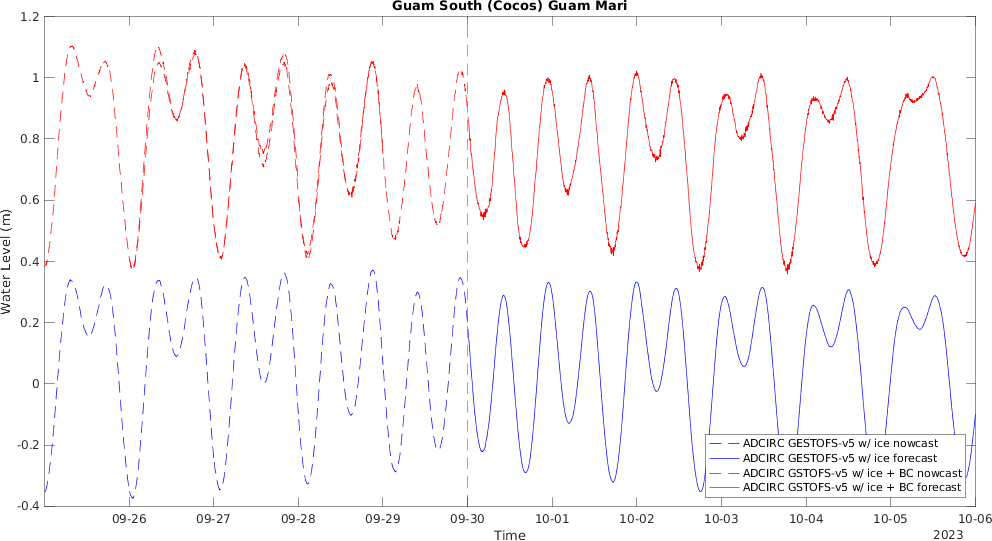 Guam South (Cocos) Guam Mari
1.2
1
0.8
0.6
0.4
0.2
0
-0.2
-0.4
Water Level (m)
09-26 09-27 09-28 09-29 09-30 10-01 10-02 10-03 10-04 10-05 10-06
Time
2023
ADCIRC GESTOFS-v5 w/ ice nowcast
ADCIRC GESTOFS-v5 w/ ice forecast
ADCIRC GSTOFS-v5 w/ ice + BC nowcast
ADCIRC GSTOFS-v5 w/ ice + BC forecast